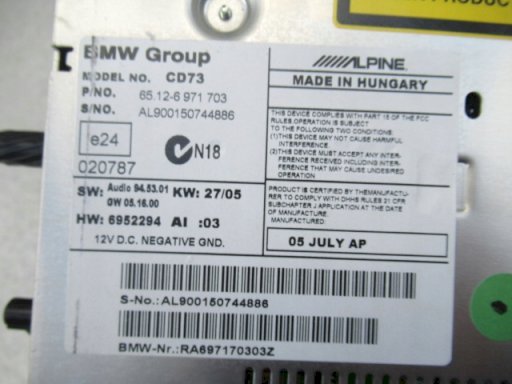 BMW Group
MODEL NO. CD73
P/NO. 65.12-6 971 703
S/NO. AL900150744886
e24
020787
N18
SW: Audio 94.53.01 KW: 27/05
GW 05.16.00
HW: 6952294 AI :03
12V D.C. NEGATIVE GND.
ALPINE
MADE IN HUNGARY
THIS DEVICE COMPLIES WITH PART 15 OF THE FCC
RULES.OPERATION IS SUBJECT
TO THE FOLLOWING TWO CONDITIONS:
(1)THIS DEVICE MAY NOT CAUSE HARMFUL
INTERFERENCE.
(2)THIS DEVICE MUST ACCEPT ANY INTER-
FERENCE RECEIVED INCLUDING INTER-
FERENCE THAT MAY CAUSE UNDESIRED
OPERATION
PRODUCT IS CERTIFIED BY THEMANUFACTU-
RER TO COMPLY WITH DHHS RULES 21 CFR
SUBCHAPTER J APPLICATION AT THE DATE
OF MANUFACTURE.
MANUFACTURED:
05 JULY AP
S-No.: AL900150744886
BMW-Nr.: RA697170303Z
PRODUCT